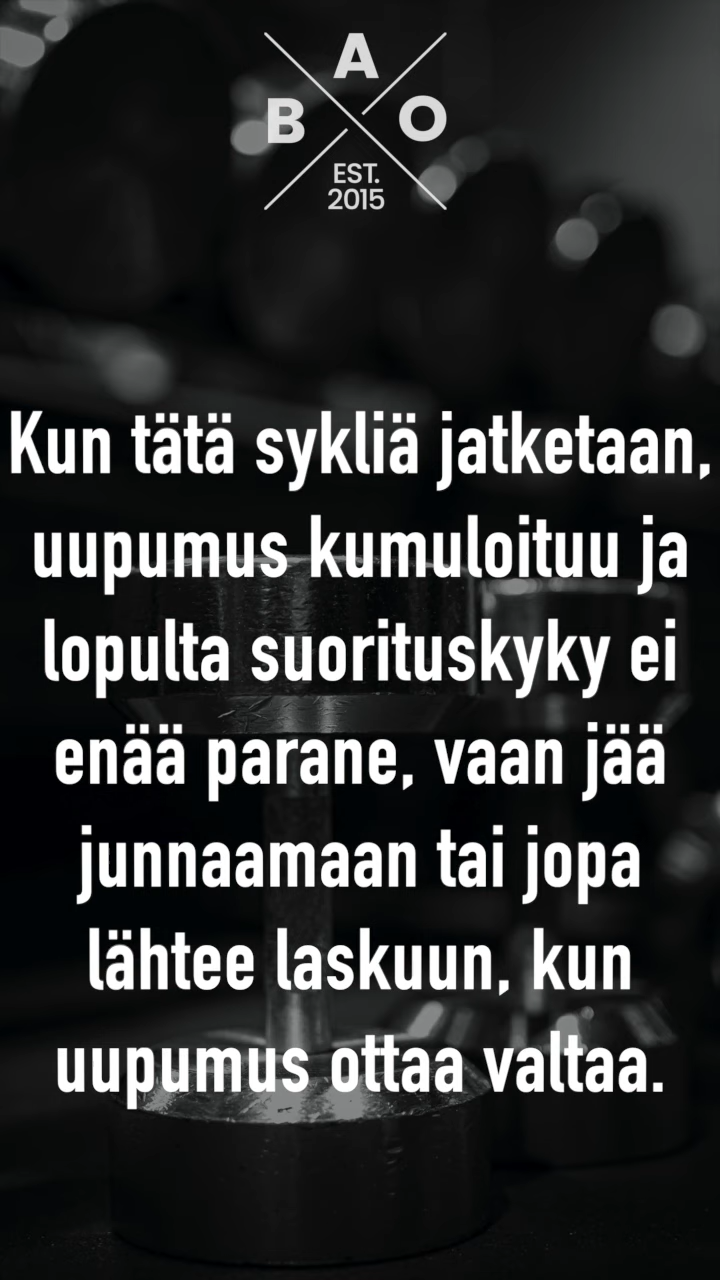 A
B O
EST.
2015
Kun tätä sykliä jatketaan,
uupumus kumuloituu ja
lopulta suorituskyky ei
enää parane, vaan jää
junnaamaan tai jopa
lähtee laskuun, kun
uupumus ottaa valtaa.